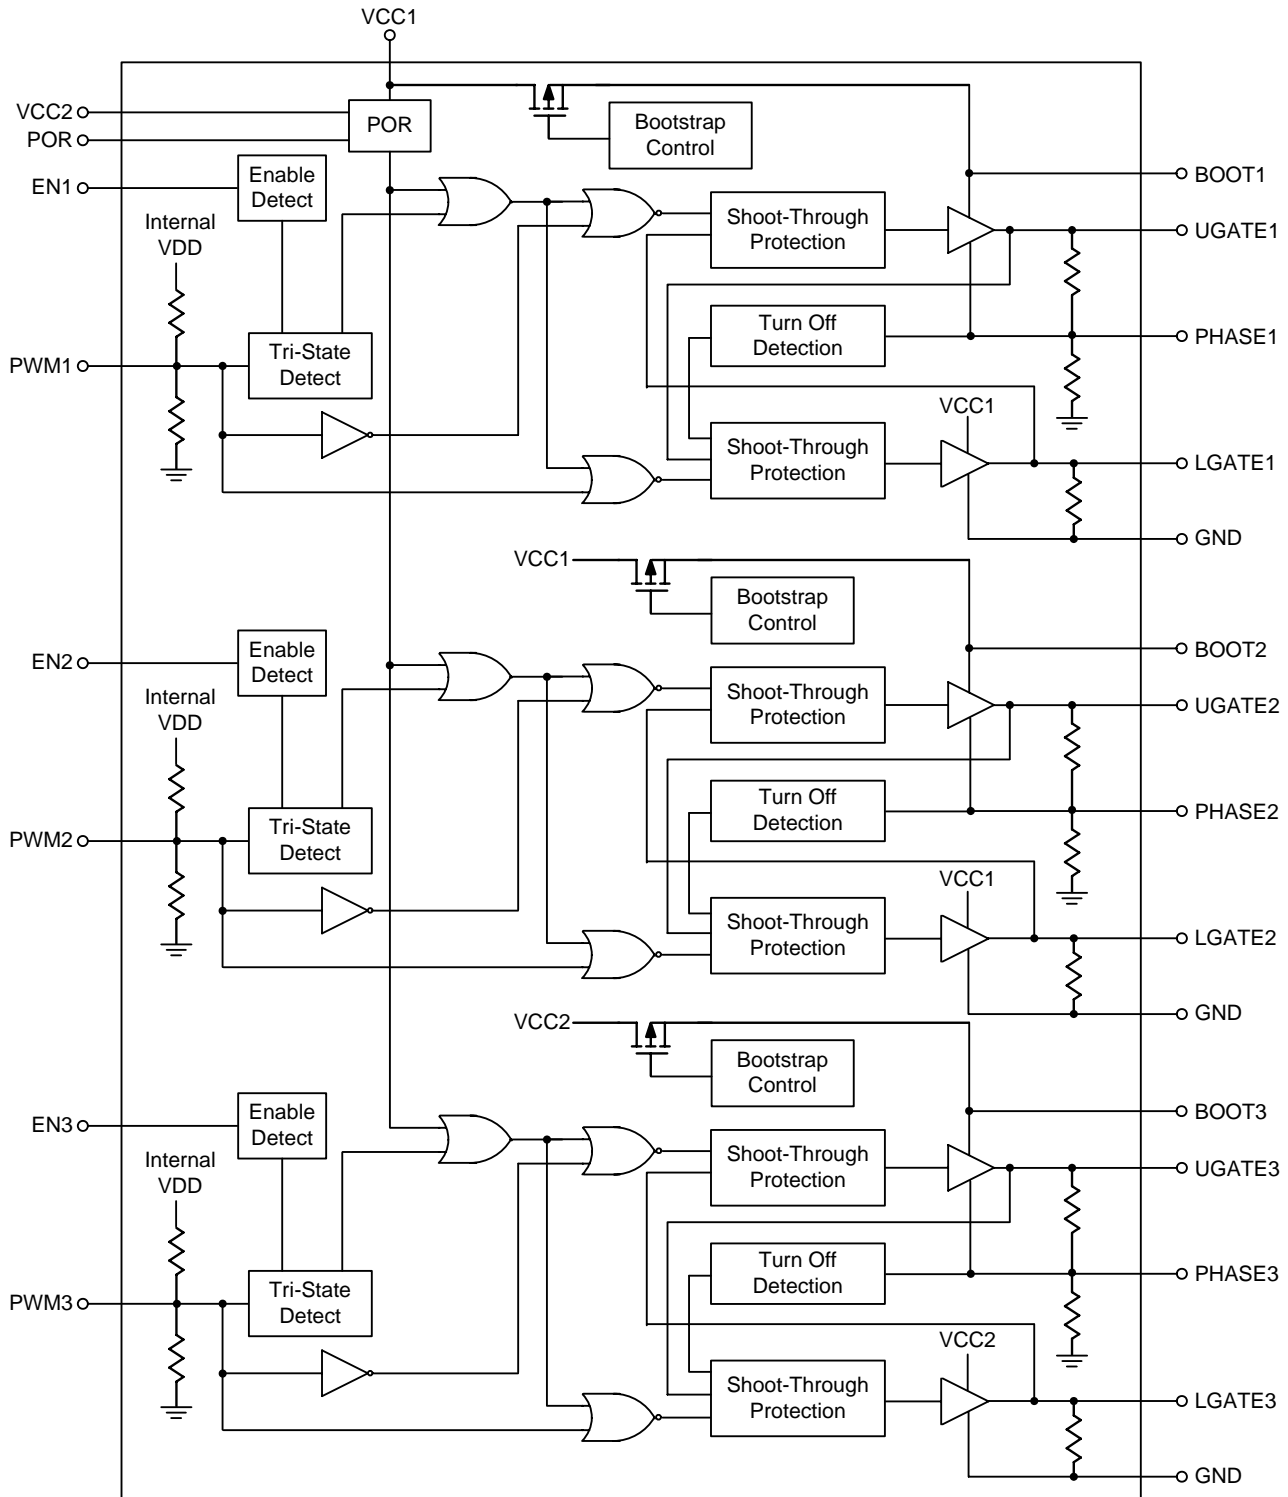 VCC1
VCC2
POR
POR
Bootstrap
Control
EN1
Enable
Detect
BOOT1
Internal
VDD
Shoot-Through
Protection
UGATE1
Turn Off
Detection
PHASE1
PWM1
Tri-State
Detect
VCC1
Shoot-Through
Protection
LGATE1
GND
VCC1
Bootstrap
Control
EN2
Enable
Detect
BOOT2
Internal
VDD
Shoot-Through
Protection
UGATE2
Turn Off
Detection
PHASE2
PWM2
Tri-State
Detect
VCC1
Shoot-Through
Protection
LGATE2
GND
VCC2
Bootstrap
Control
EN3
Enable
Detect
BOOT3
Internal
VDD
Shoot-Through
Protection
UGATE3
Turn Off
Detection
PHASE3
PWM3
Tri-State
Detect
VCC2
Shoot-Through
Protection
LGATE3
GND